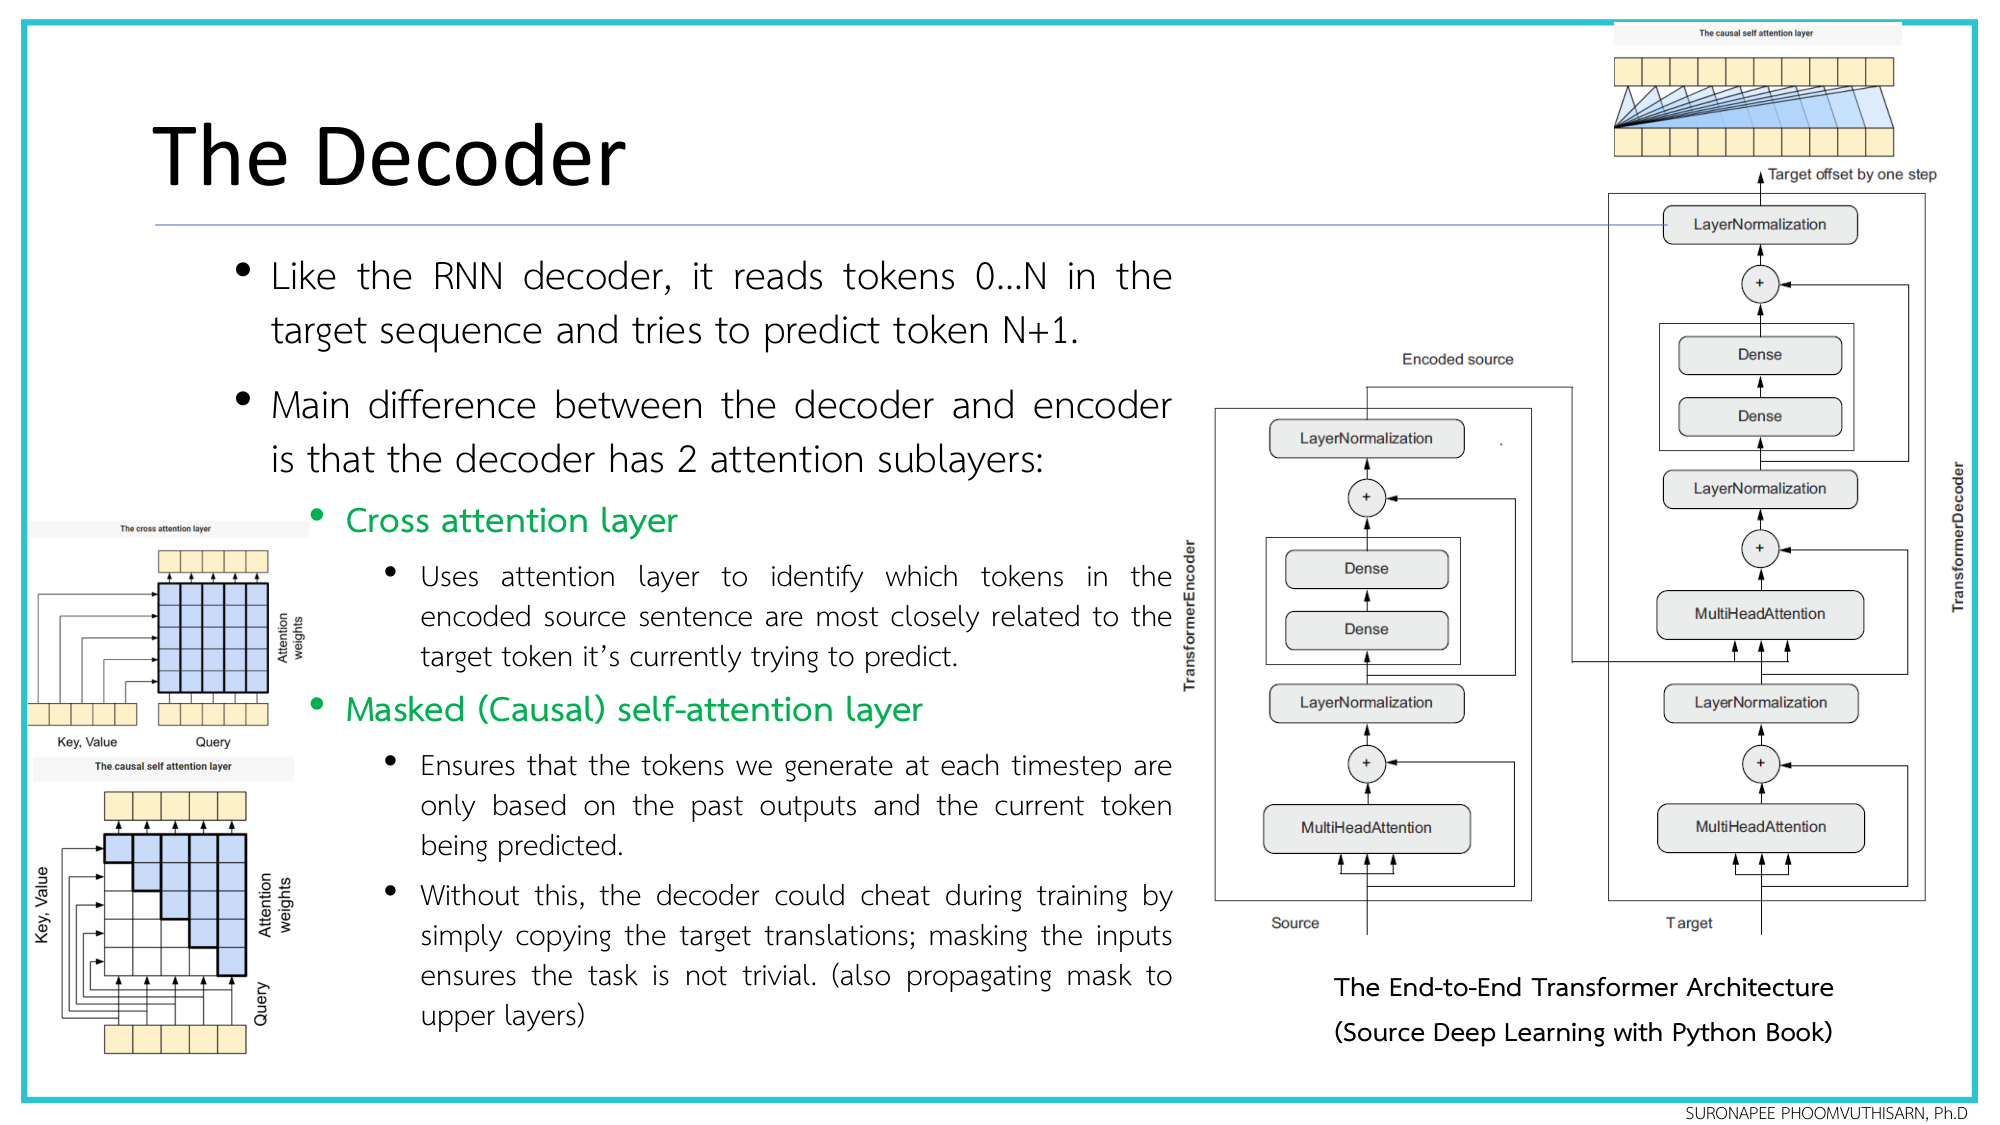 The causal self attention layer
The Decoder
• Like the RNN decoder, it reads tokens 0...N in the
target sequence and tries to predict token N+1.
• Main difference between the decoder and encoder
is that the decoder has 2 attention sublayers:
• Cross attention layer
• Uses attention layer to identify which tokens in the
encoded source sentence are most closely related to the
target token it’s currently trying to predict.
• Masked (Causal) self-attention layer
• Ensures that the tokens we generate at each timestep are
only based on the past outputs and the current token
being predicted.
• Without this, the decoder could cheat during training by
simply copying the target translations; masking the inputs
ensures the task is not trivial. (also propagating mask to
upper layers)
The cross attention layer
Attention
weights
Key, Value
Query
The causal self attention layer
Key, Value
Attention
weights
Query
Encoded source
TransformerEncoder
LayerNormalization
+
Dense
Dense
LayerNormalization
+
MultiHeadAttention
Source
Target offset by one step
TransformerDecoder
LayerNormalization
+
Dense
Dense
LayerNormalization
+
MultiHeadAttention
LayerNormalization
+
MultiHeadAttention
Target
The End-to-End Transformer Architecture
(Source Deep Learning with Python Book)
SURONAPEE PHOOMVUTHISARN, Ph.D